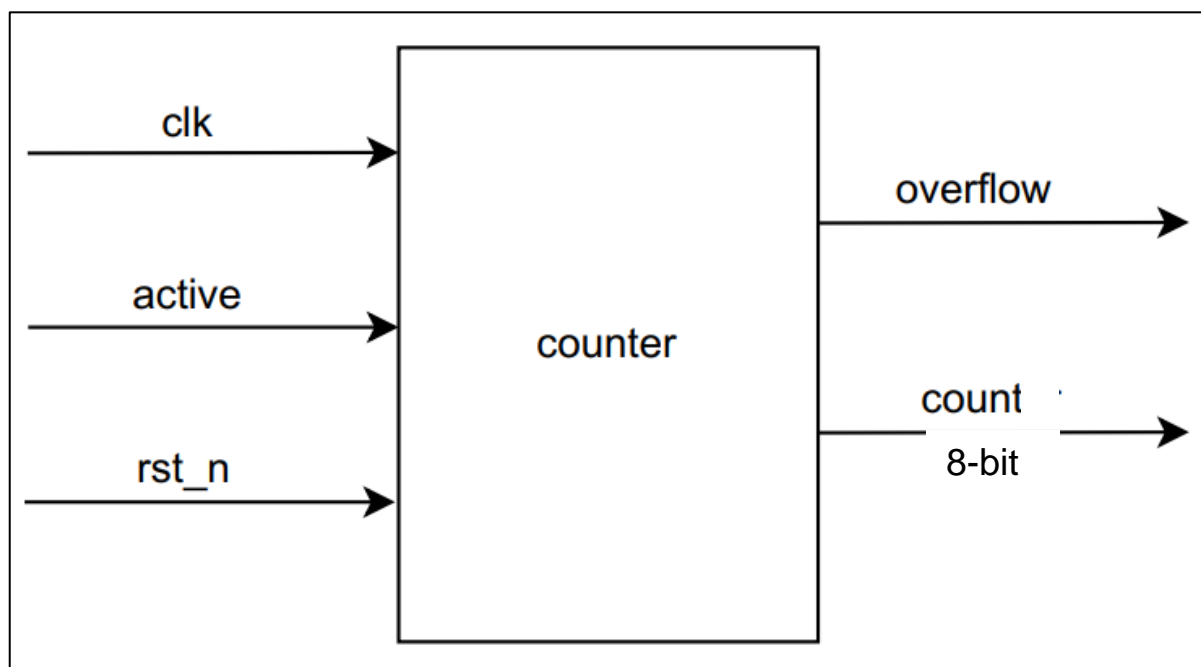 clk
active
rst_n
counter
overflow
count
8-bit